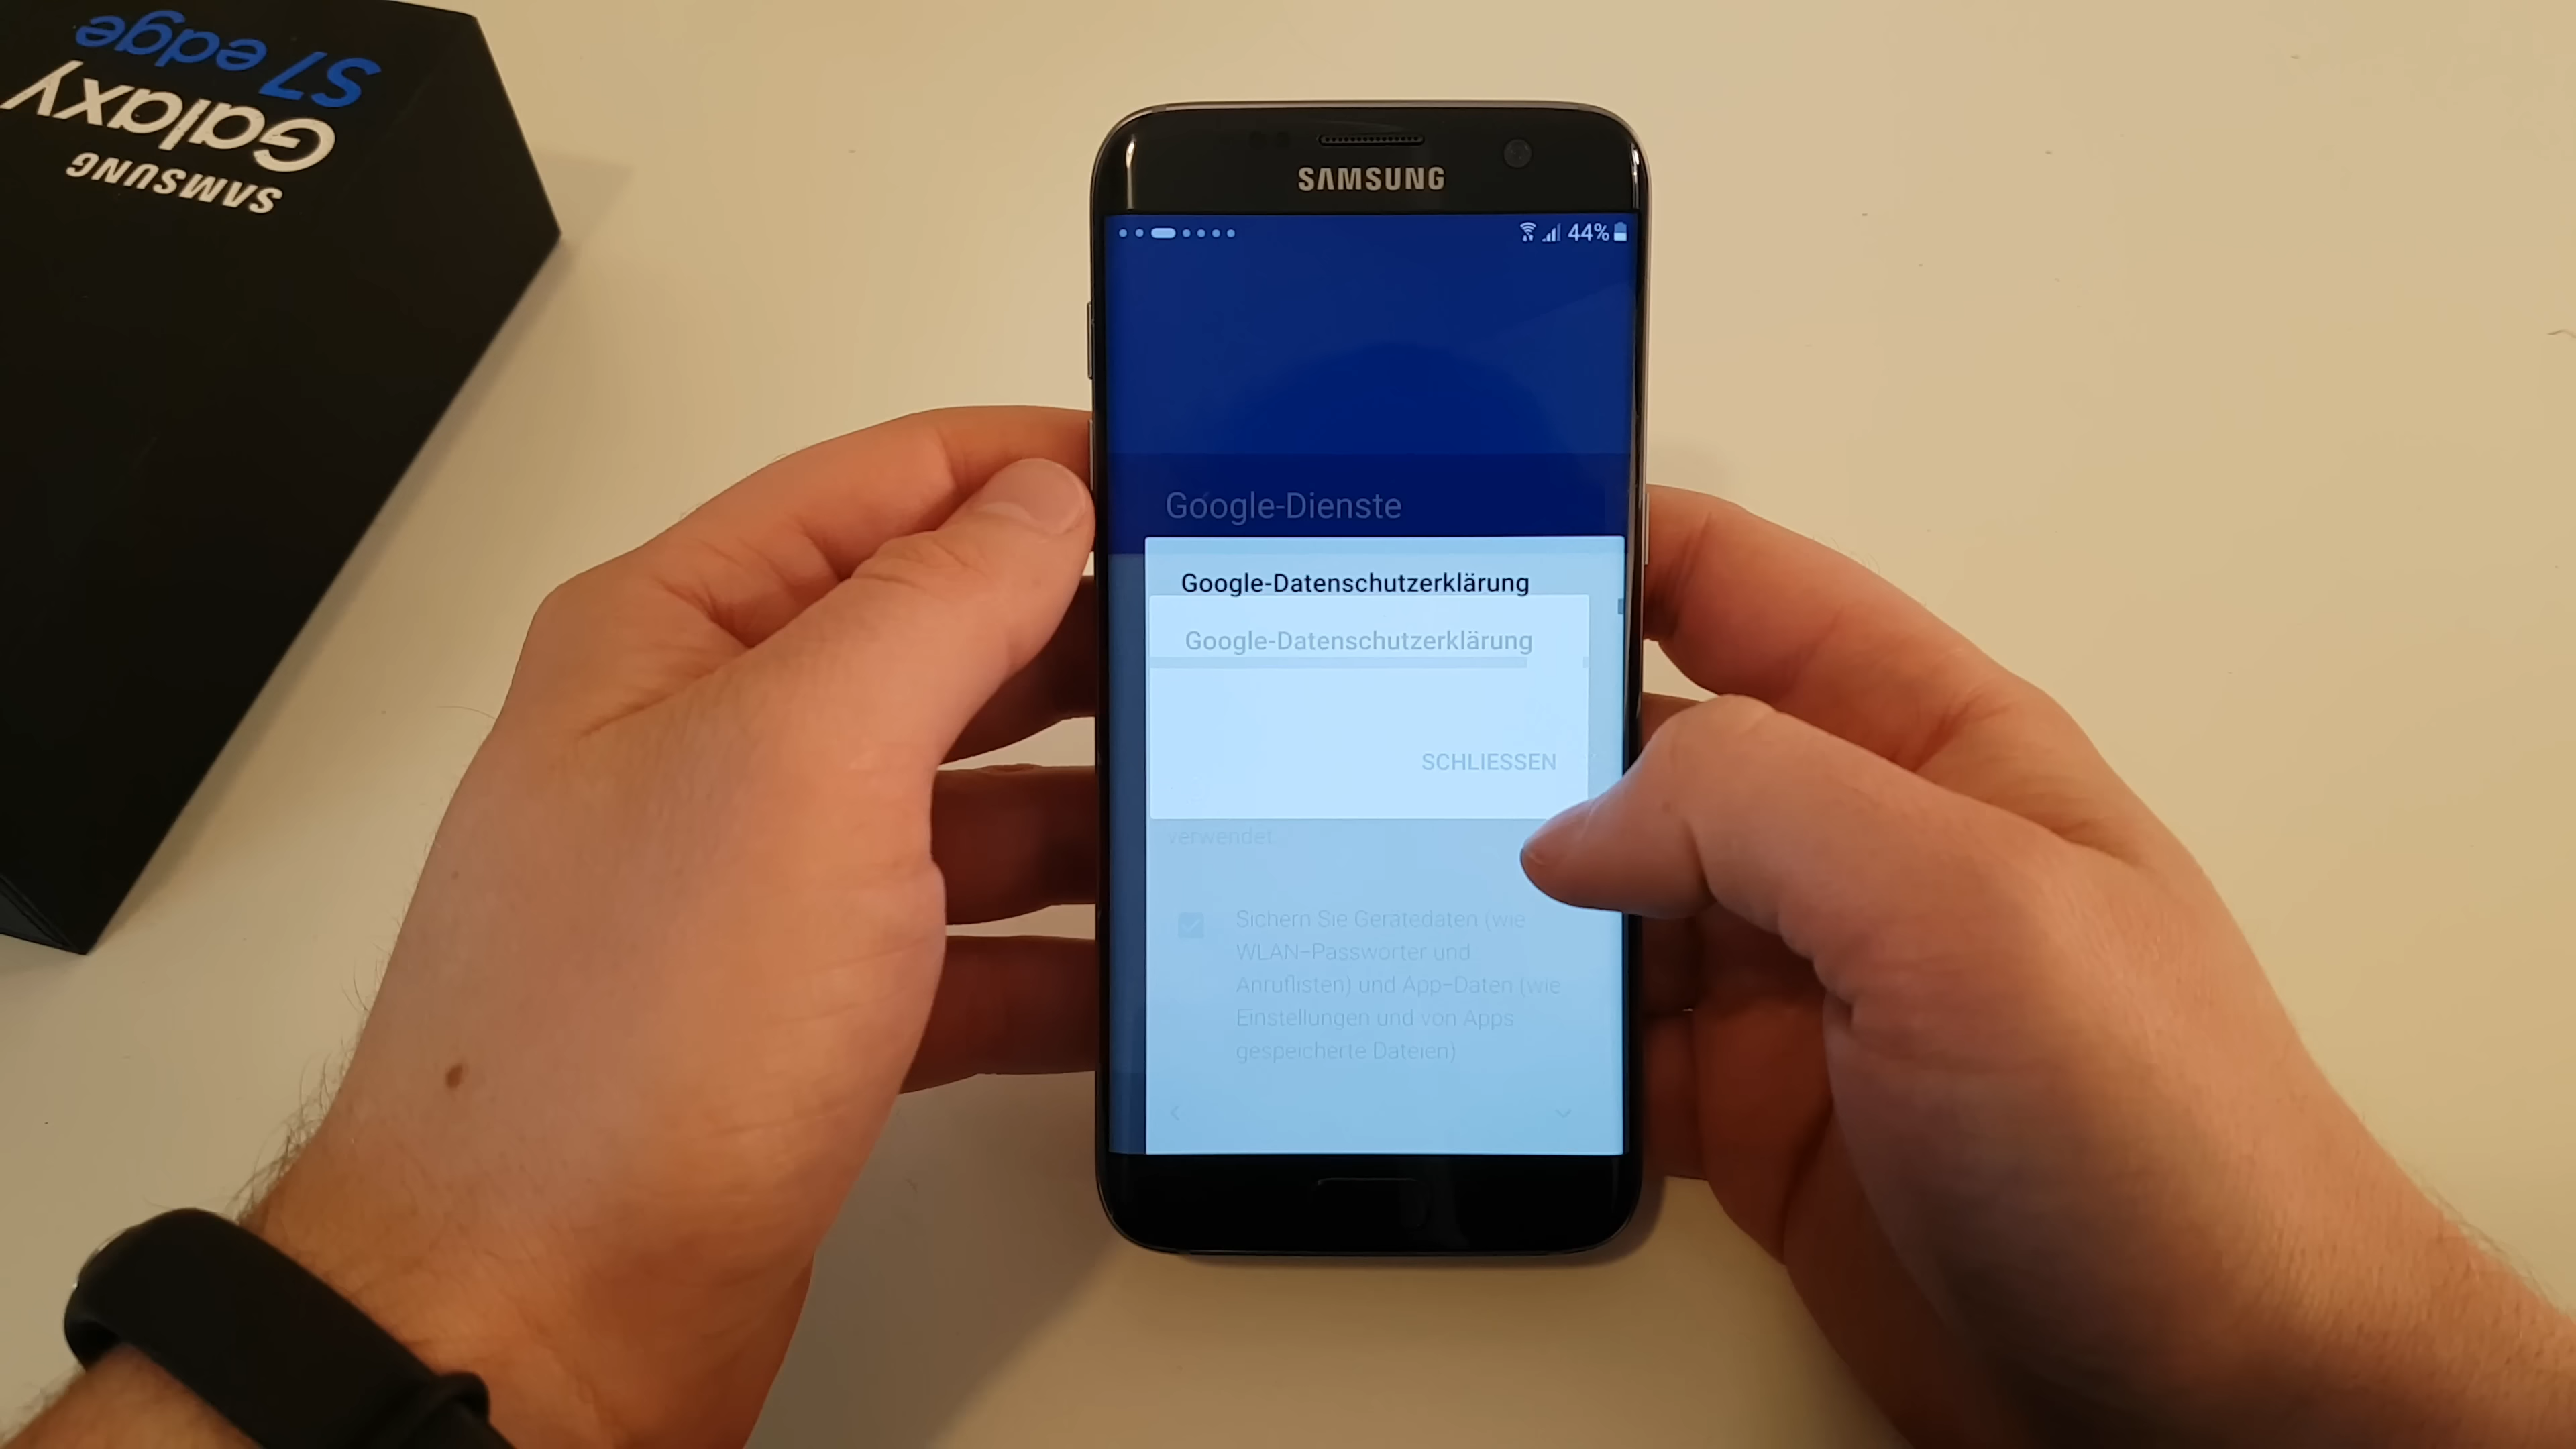 SAMSUNG
Galaxy
S7 edge
SAMSUNG
44%
Google-Dienste
Google-Datenschutzerklärung
Google-Datenschutzerklärung
SCHLIESSEN
verwendet.
Sichern Sie Gerätedaten (wie
WLAN-Passwörter und
Anruflisten) und App-Daten (wie
Einstellungen und von Apps
gespeicherte Dateien)